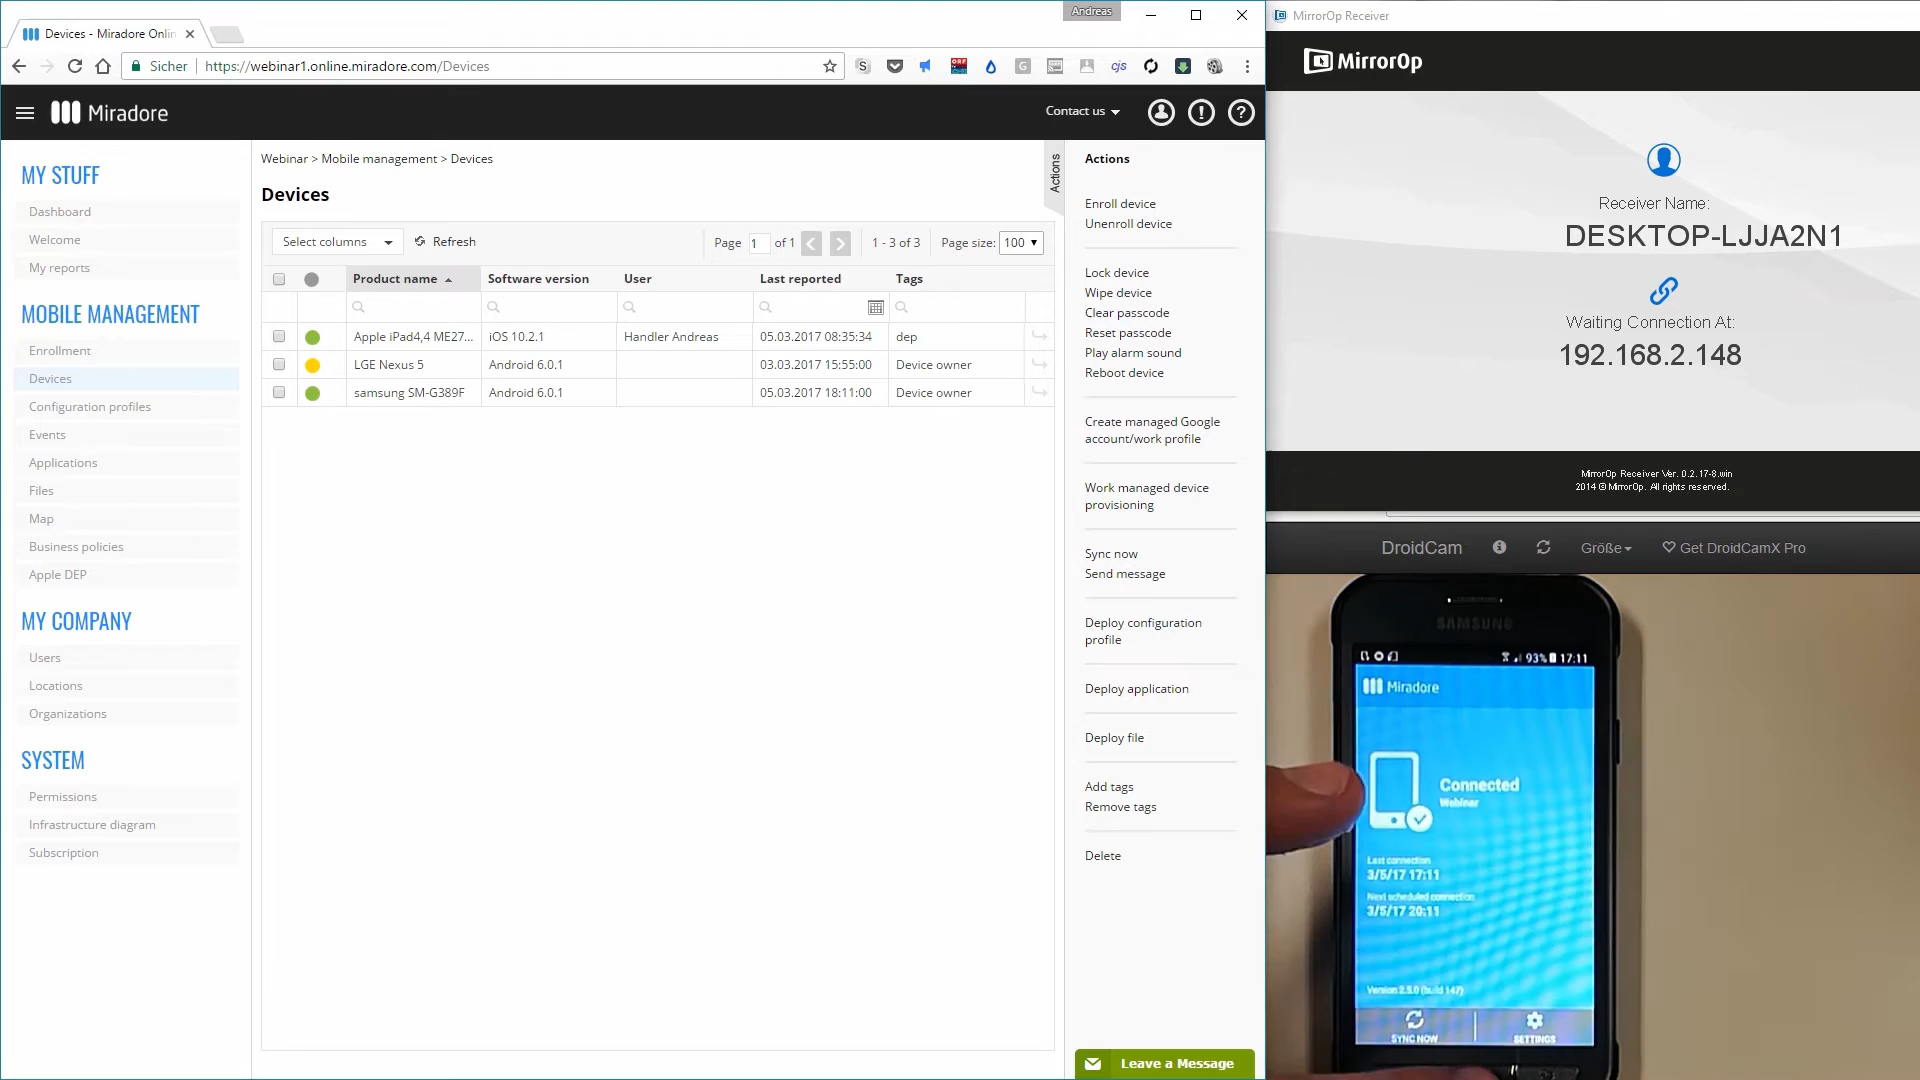 Andreas
Devices - Miradore Onlin
Sicher
https://webinar1.online.miradore.com/Devices
cjs
Miradore
Contact us
MY STUFF
Dashboard
Welcome
My reports
MOBILE MANAGEMENT
Enrollment
Devices
Configuration profiles
Events
Applications
Files
Map
Business policies
Apple DEP
MY COMPANY
Users
Locations
Organizations
SYSTEM
Permissions
Infrastructure diagram
Subscription
Webinar > Mobile management > Devices
Devices
Select columns
Refresh
Page 1 of 1
1 - 3 of 3
Page size: 100
Product name Software version User Last reported Tags
Apple iPad4,4 ME27... iOS 10.2.1 Handler Andreas 05.03.2017 08:35:34 dep
LGE Nexus 5 Android 6.0.1 03.03.2017 15:55:00 Device owner
samsung SM-G389F Android 6.0.1 05.03.2017 18:11:00 Device owner
Actions
Actions
Enroll device
Unenroll device
Lock device
Wipe device
Clear passcode
Reset passcode
Play alarm sound
Reboot device
Create managed Google
account/work profile
Work managed device
provisioning
Sync now
Send message
Deploy configuration
profile
Deploy application
Deploy file
Add tags
Remove tags
Delete
Leave a Message
MirrorOp Receiver
MirrorOp
Receiver Name:
DESKTOP-LJJA2N1
Waiting Connection At:
192.168.2.148
MirrorOp Receiver Ver. 0.2.17-8.win
2014 © MirrorOp. All rights reserved.
DroidCam
Größe
Get DroidCamX Pro
SAMSUNG
93% 17:11
Miradore
Connected
Webinar
Last connection
3/5/17 17:11
Next scheduled connection
3/5/17 20:11
Version 2.5.0 (build 147)
SYNC NOW
SETTINGS